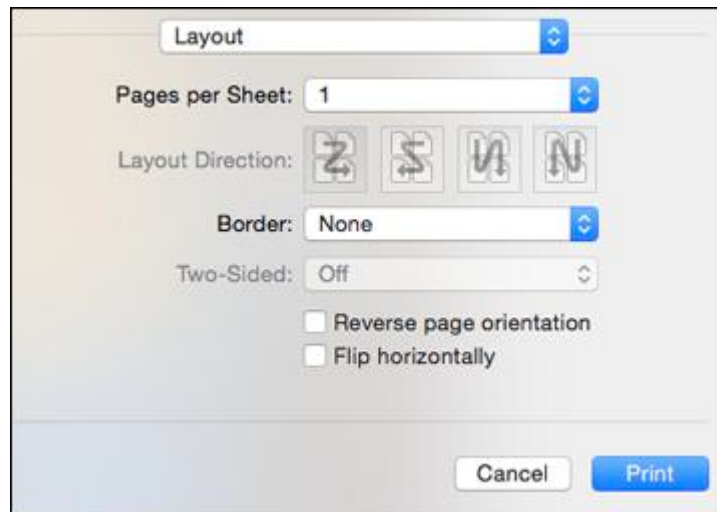 Layout
Pages per Sheet: 1
Layout Direction:
Border: None
Two-Sided: Off
Reverse page orientation
Flip horizontally
Cancel Print